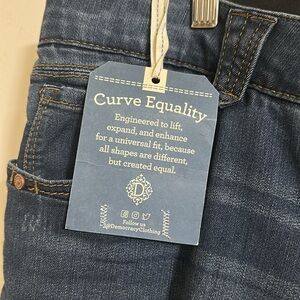 Curve Equality
Engineered to lift,
expand, and enhance
for a universal fit, because
all shapes are different,
but created equal.
D
Follow us
@DemocracyClothing